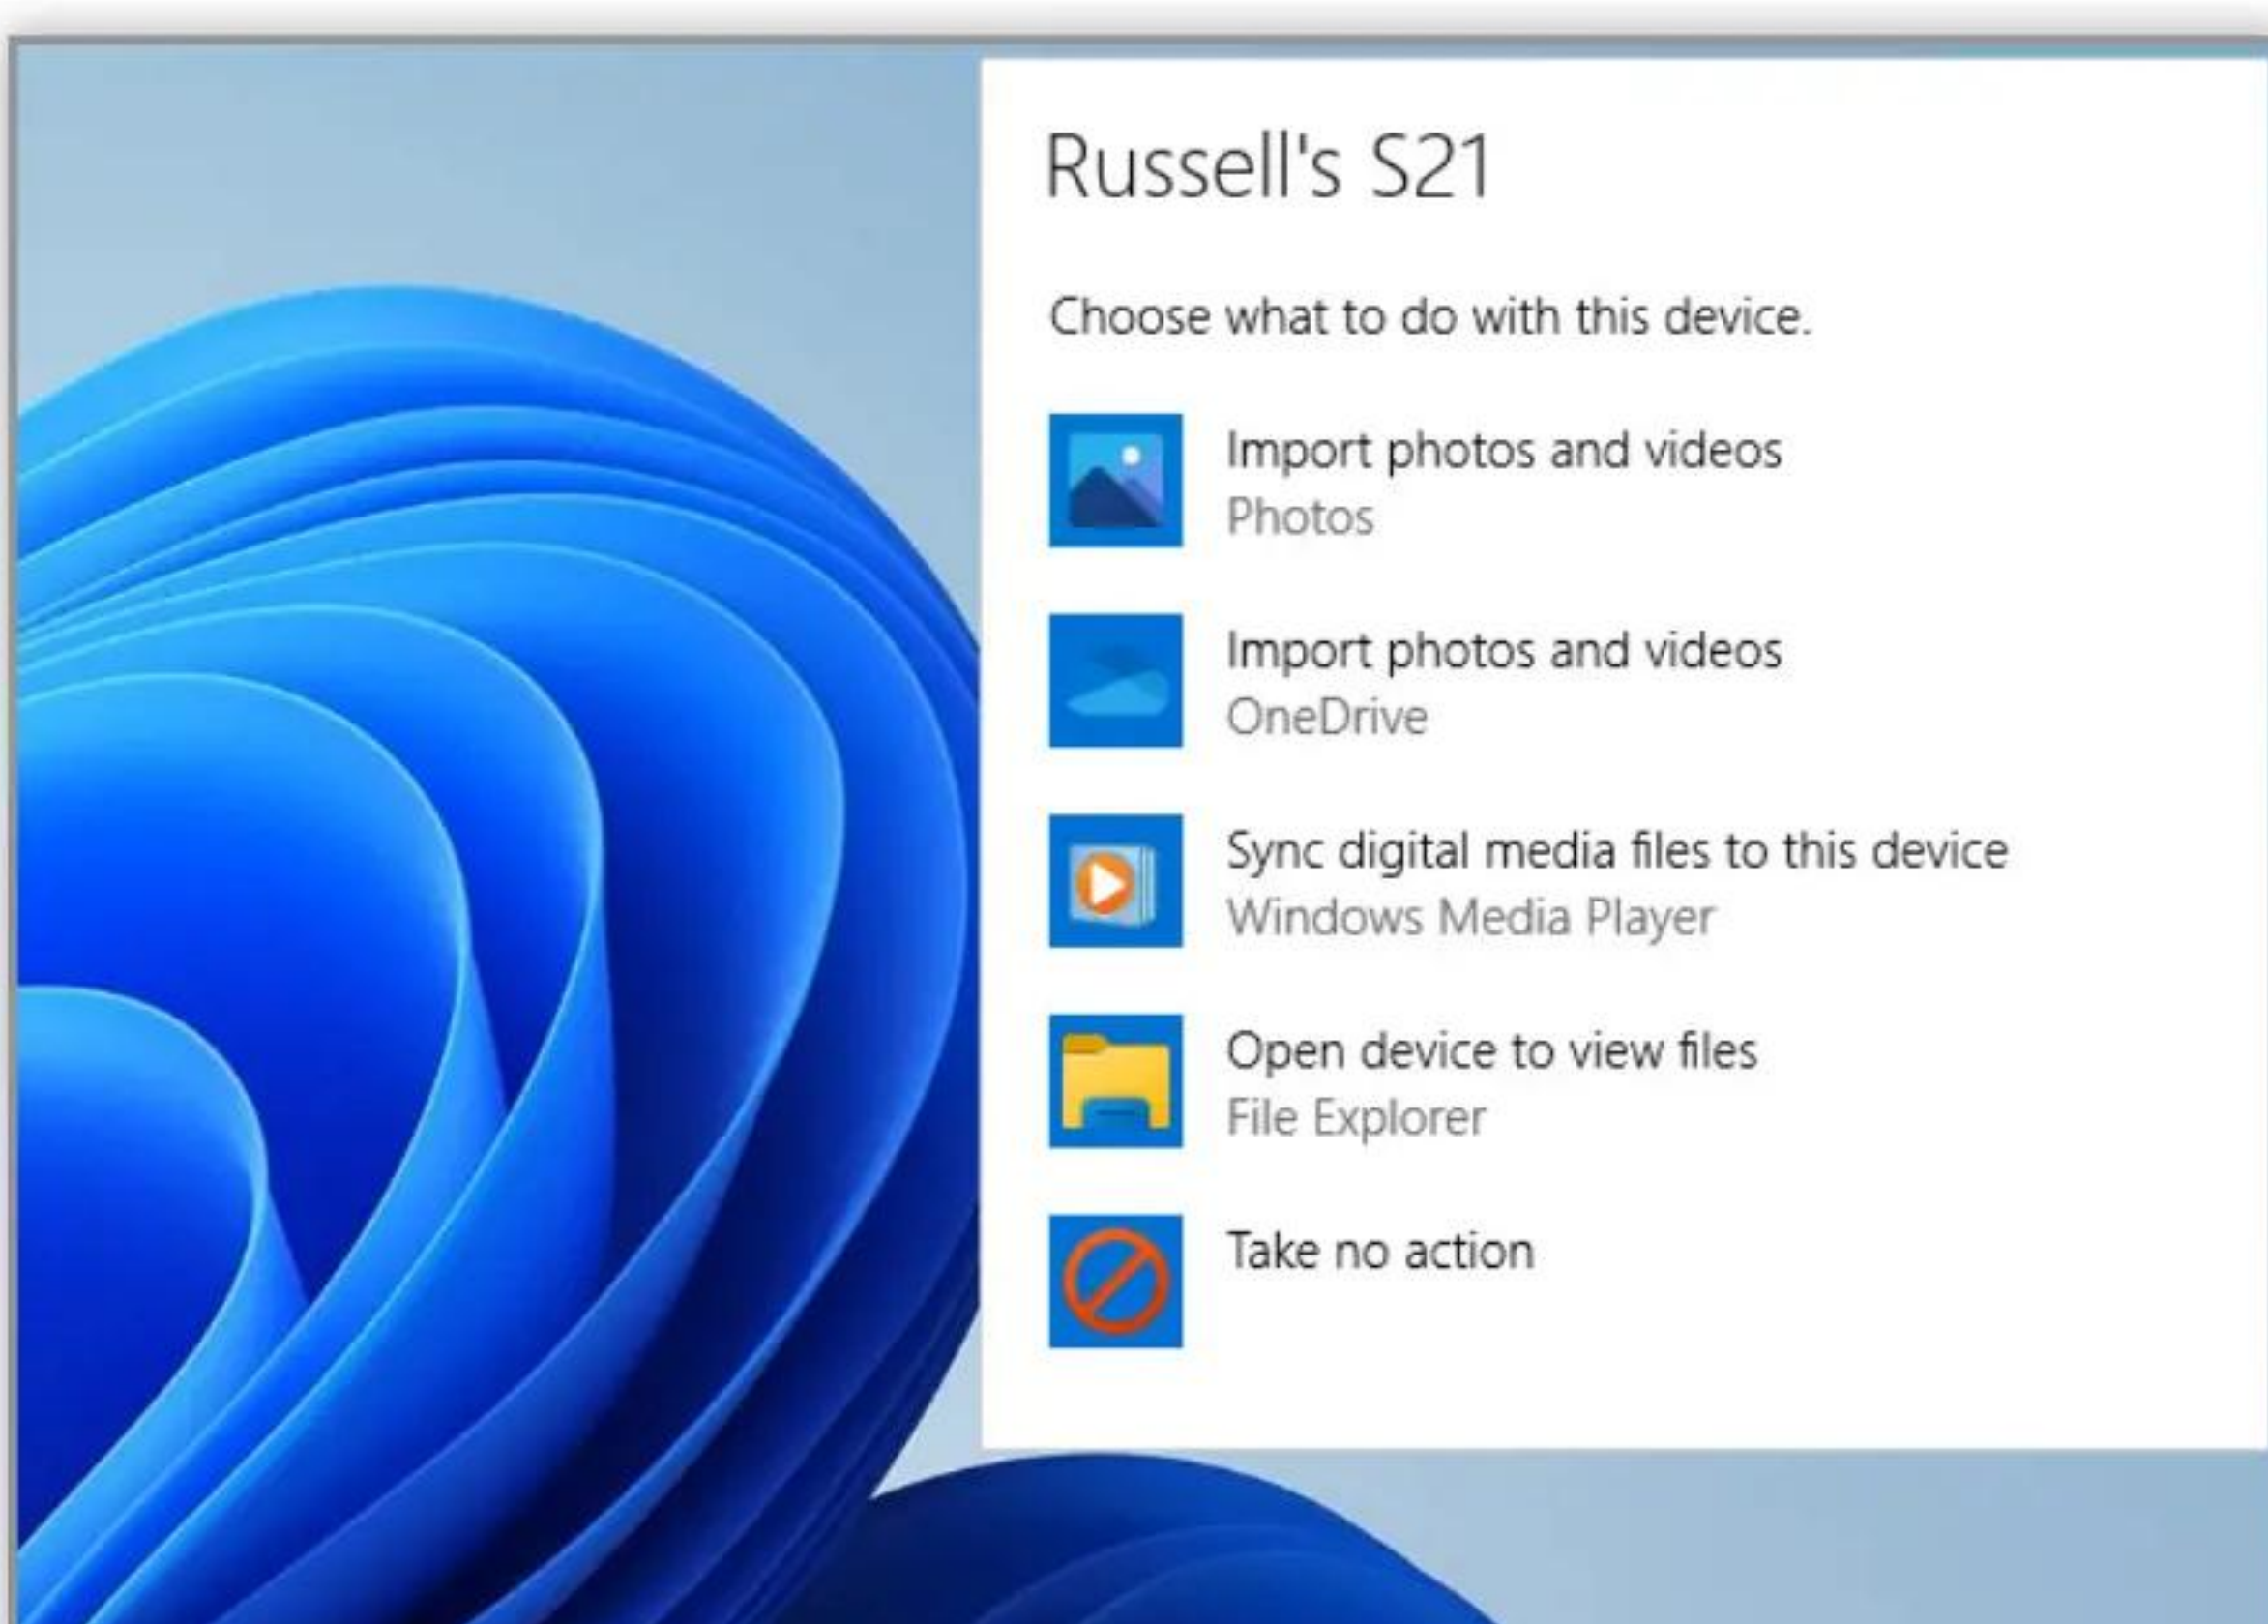 Russell's S21
Choose what to do with this device.
Import photos and videos
Photos
Import photos and videos
OneDrive
Sync digital media files to this device
Windows Media Player
Open device to view files
File Explorer
Take no action